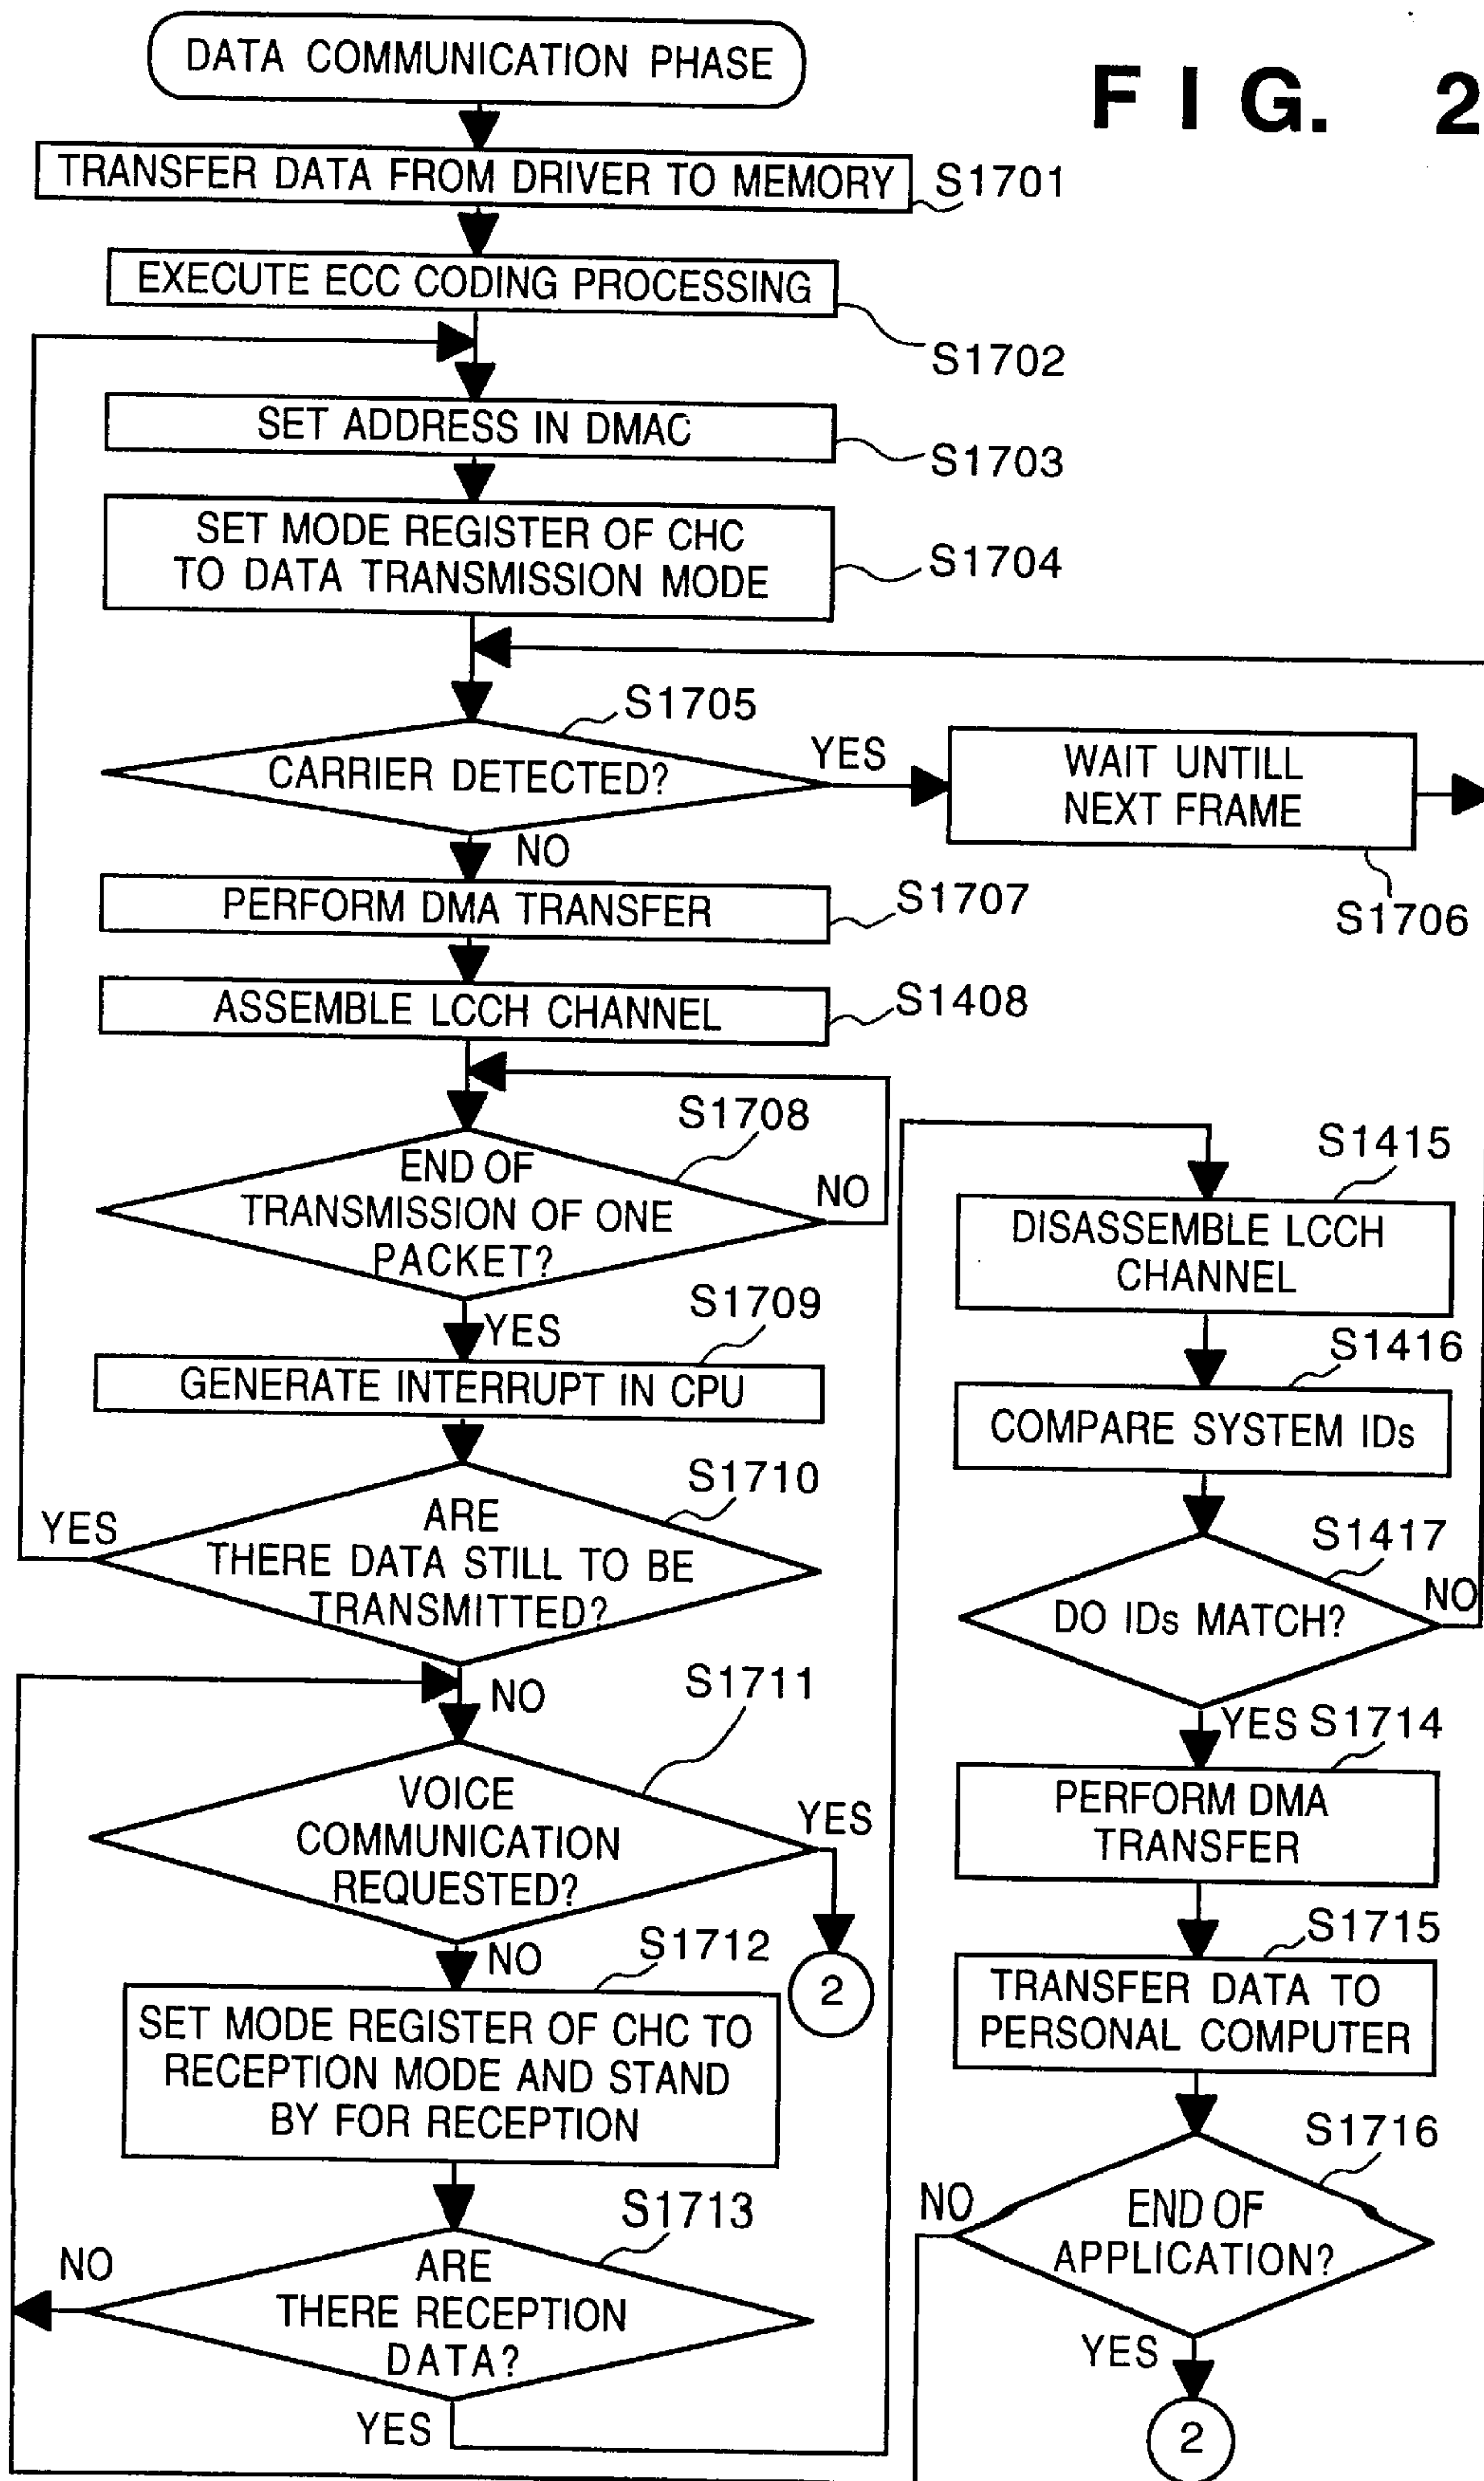 DATA COMMUNICATION PHASE
FIG. 2
TRANSFER DATA FROM DRIVER TO MEMORY
S1701
EXECUTE ECC CODING PROCESSING
S1702
SET ADDRESS IN DMAC
S1703
SET MODE REGISTER OF CHC
TO DATA TRANSMISSION MODE
S1704
S1705
CARRIER DETECTED?
YES
WAIT UNTILL
NEXT FRAME
S1706
NO
PERFORM DMA TRANSFER
S1707
ASSEMBLE LCCH CHANNEL
S1408
S1708
END OF
TRANSMISSION OF ONE
PACKET?
NO
YES
S1709
GENERATE INTERRUPT IN CPU
S1710
ARE
THERE DATA STILL TO BE
TRANSMITTED?
YES
NO
S1711
VOICE
COMMUNICATION
REQUESTED?
YES
2
NO
S1712
SET MODE REGISTER OF CHC TO
RECEPTION MODE AND STAND
BY FOR RECEPTION
S1713
ARE
THERE RECEPTION
DATA?
NO
YES
S1415
DISASSEMBLE LCCH
CHANNEL
S1416
COMPARE SYSTEM IDs
S1417
DO IDs MATCH?
NO
YES
S1714
PERFORM DMA
TRANSFER
S1715
TRANSFER DATA TO
PERSONAL COMPUTER
S1716
END OF
APPLICATION?
NO
YES
2